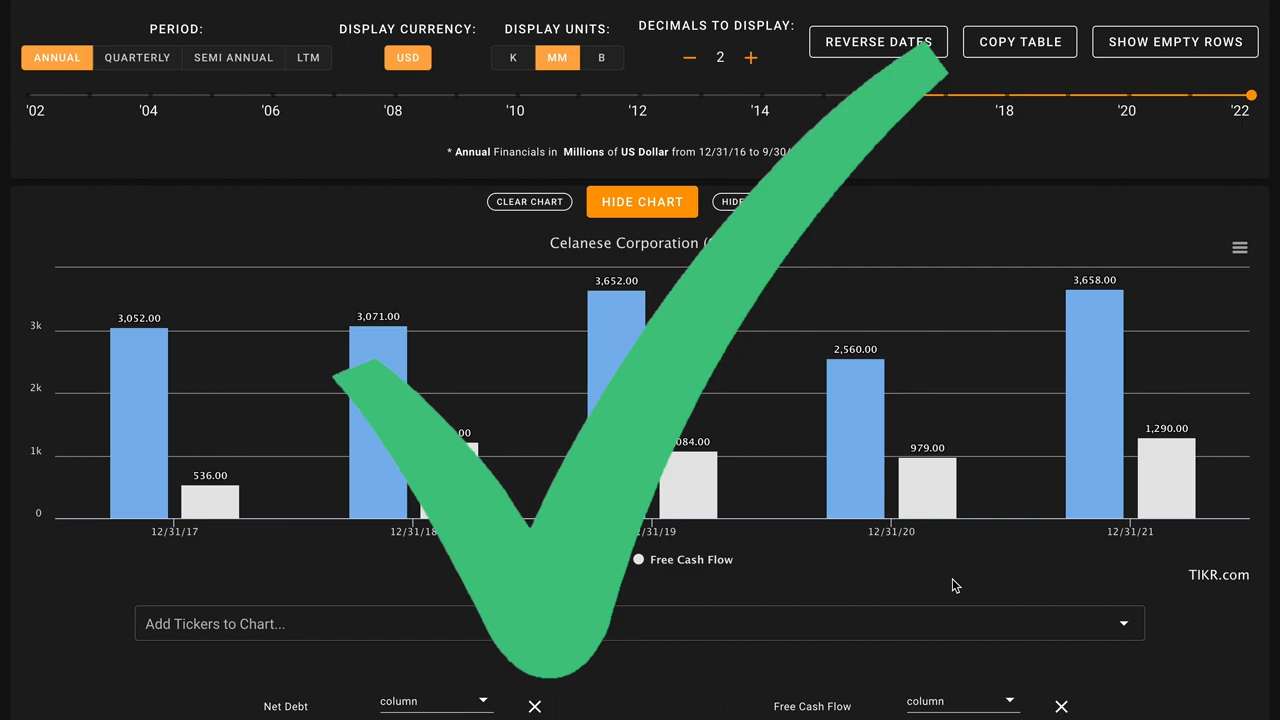 PERIOD: DISPLAY CURRENCY: DISPLAY UNITS: DECIMALS TO DISPLAY:
ANNUAL QUARTERLY SEMI ANNUAL LTM USD K MM B 2 REVERSE DATES COPY TABLE SHOW EMPTY ROWS
'02 '04 '06 '08 '10 '12 '14 '18 '20 '22
* Annual Financials in Millions of US Dollar from 12/31/16 to 9/30/
CLEAR CHART HIDE CHART HIDE
Celanese Corporation (
3,658.00
3,652.00
3,071.00
3,052.00
2,560.00
1,290.00
979.00
536.00
3k
2k
1k
0
12/31/17 12/31/18 12/31/20 12/31/21
Free Cash Flow
TIKR.com
Add Tickers to Chart...
Net Debt column Free Cash Flow column